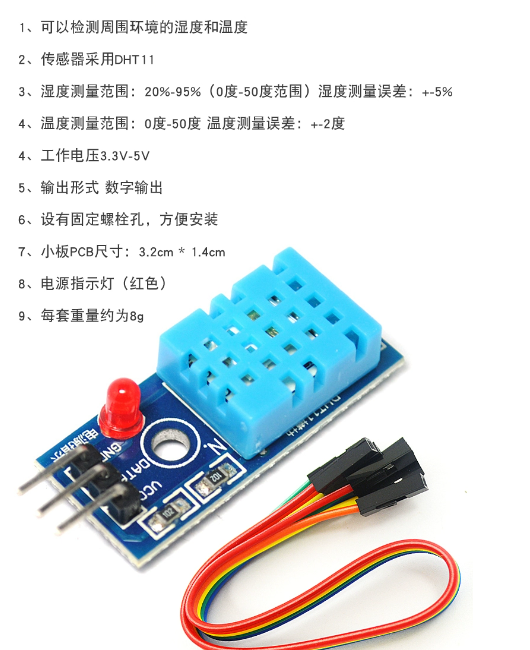 1、可以检测周围环境的湿度和温度
2、传感器采用DHT11
3、湿度测量范围：20%-95%（0度-50度范围）湿度测量误差：+-5%
4、温度测量范围：0度-50度 温度测量误差：+-2度
4、工作电压3.3V-5V
5、输出形式 数字输出
6、设有固定螺栓孔，方便安装
7、小板PCB尺寸：3.2cm * 1.4cm
8、电源指示灯（红色）
9、每套重量约为8g
GND
DATA
VCC
102